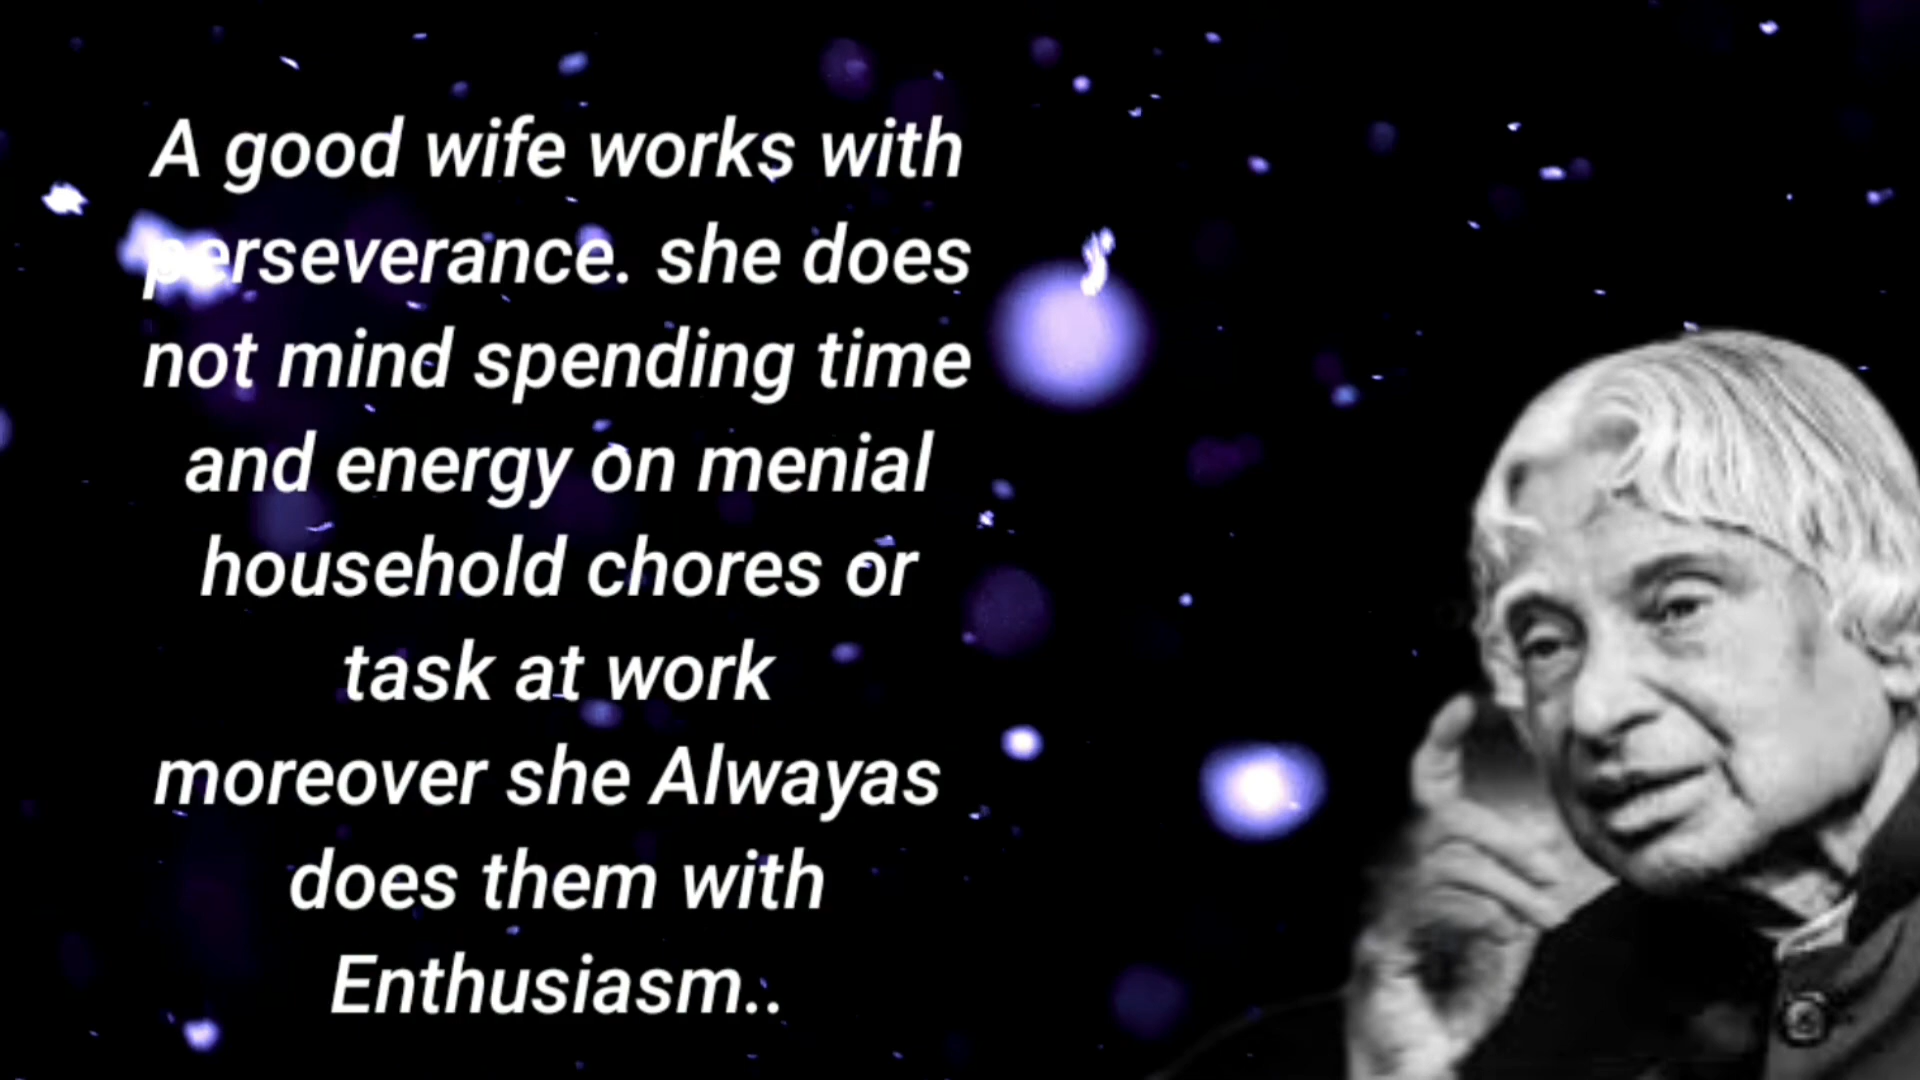 A good wife works with
perseverance. she does
not mind spending time
and energy on menial
household chores or
task at work
moreover she Alwayas
does them with
Enthusiasm..